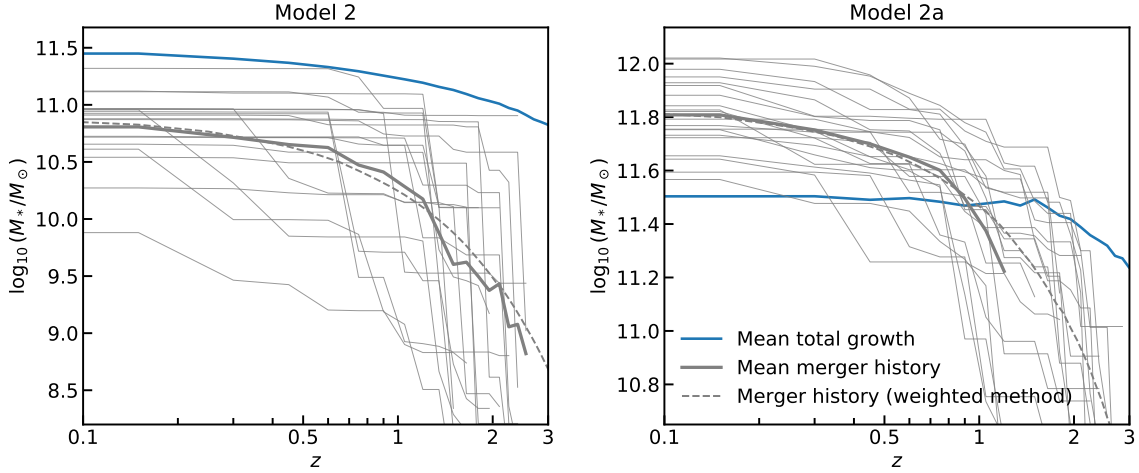 Model 2
Model 2a
11.5
11.0
10.5
10.0
9.5
9.0
8.5
log10(M*/M⊙)
0.1
0.5
1
2
3
z
12.0
11.8
11.6
11.4
11.2
11.0
10.8
log10(M*/M⊙)
Mean total growth
Mean merger history
Merger history (weighted method)
0.1
0.5
1
2
3
z